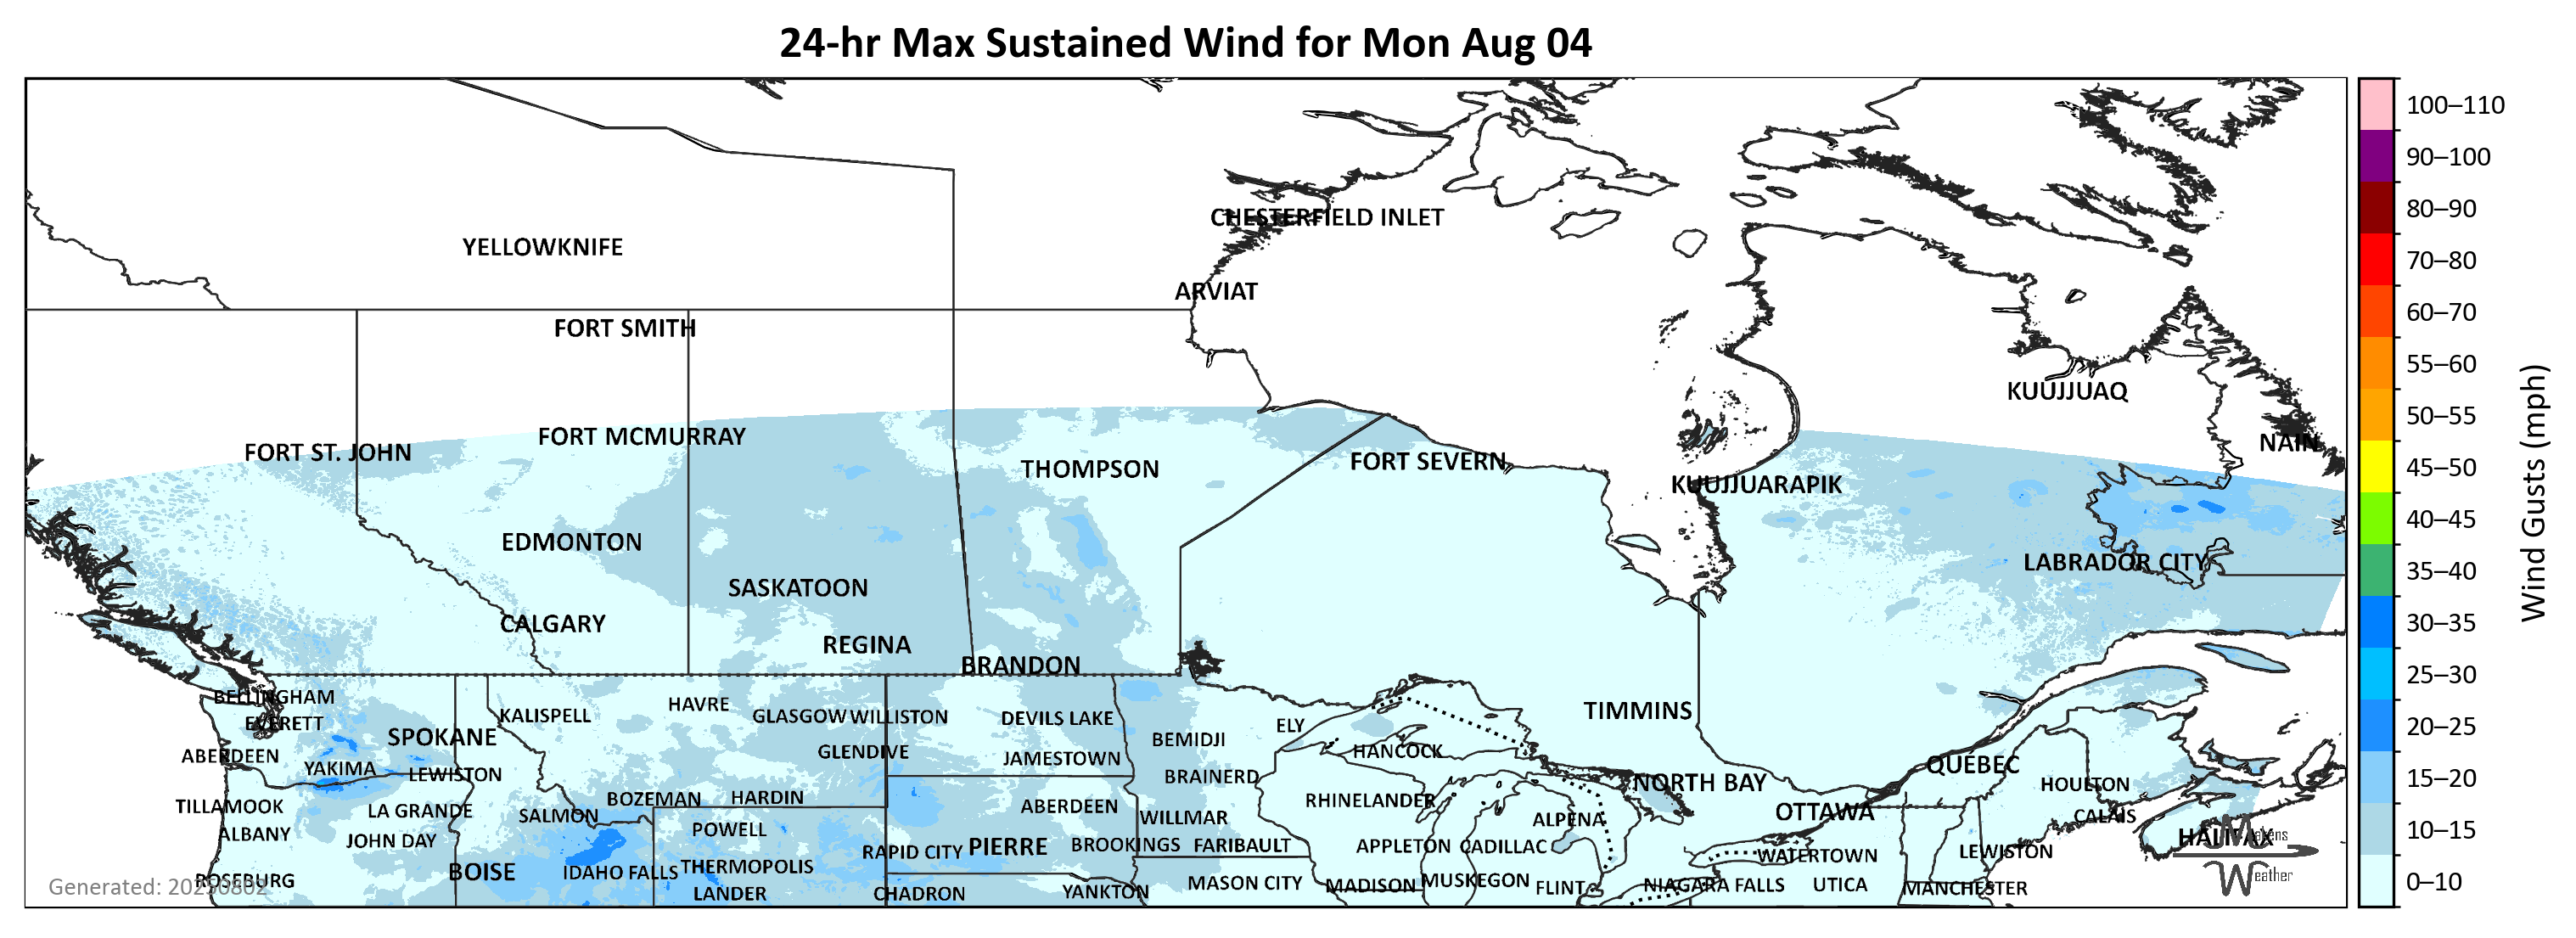 24-hr Max Sustained Wind for Mon Aug 04
CHESTERFIELD INLET
YELLOWKNIFE
ARVIAT
FORT SMITH
KUUJJUAQ
FORT MCMURRAY
NAIN
FORT ST. JOHN
FORT SEVERN
THOMPSON
KUUJJUARAPIK
EDMONTON
LABRADOR CITY
SASKATOON
CALGARY
REGINA
BRANDON
BELLINGHAM
HAVRE
KALISPELL
GLASGOW WILLISTON
DEVILS LAKE
TIMMINS
EVERETT
ELY
SPOKANE
BEMIDJI
GLENDIVE
HANCOCK
ABERDEEN
JAMESTOWN
QUÉBEC
YAKIMA
LEWISTON
BRAINERD
NORTH BAY
HOULTON
BOZEMAN
HARDIN
RHINELANDER
TILLAMOOK
ABERDEEN
LA GRANDE
OTTAWA
SALMON
WILLMAR
CALAIS
ALPENA
POWELL
ALBANY
HALIFAX
JOHN DAY
PIERRE
BROOKINGS
FARIBAULT
APPLETON
CADILLAC
RAPID CITY
LEWISTON
WATERTOWN
THERMOPOLIS
BOISE
IDAHO FALLS
ROSEBURG
MUSKEGON
MASON CITY
MADISON
NIAGARA FALLS
UTICA
FLINT
MANCHESTER
YANKTON
LANDER
CHADRON
Generated: 20250802
Makens
Weather
100–110
90–100
80–90
70–80
60–70
55–60
50–55
45–50
40–45
35–40
30–35
25–30
20–25
15–20
10–15
0–10
Wind Gusts (mph)